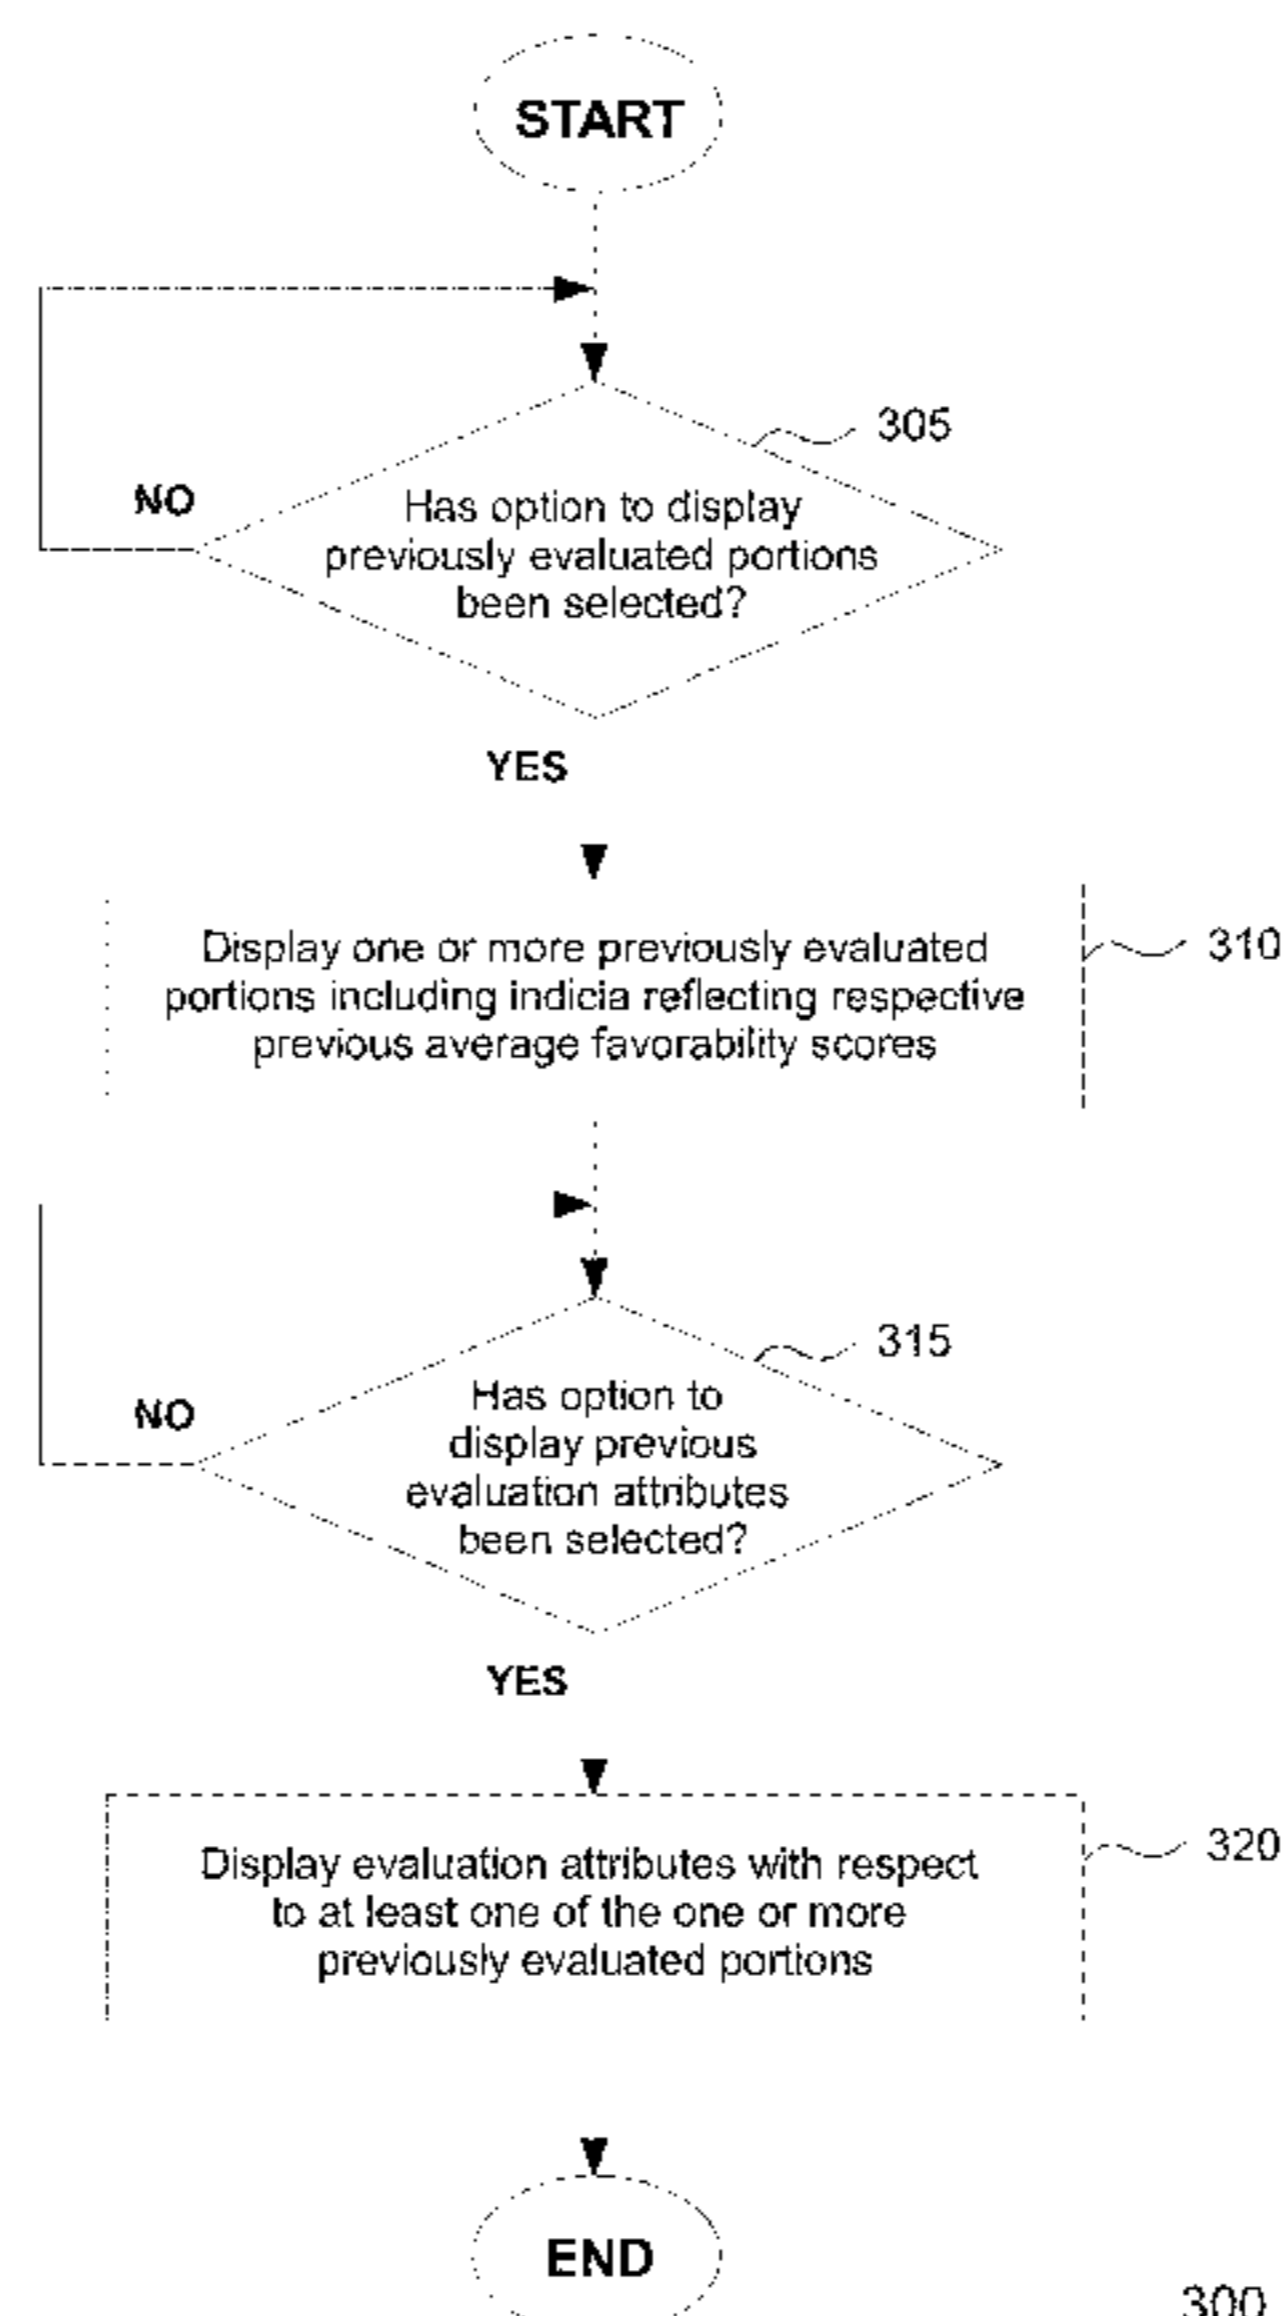 START
305
NO
Has option to display
previously evaluated portions
been selected?
YES
310
Display one or more previously evaluated
portions including indicia reflecting respective
previous average favorability scores
315
NO
Has option to
display previous
evaluation attributes
been selected?
YES
320
Display evaluation attributes with respect
to at least one of the one or more
previously evaluated portions
END
300